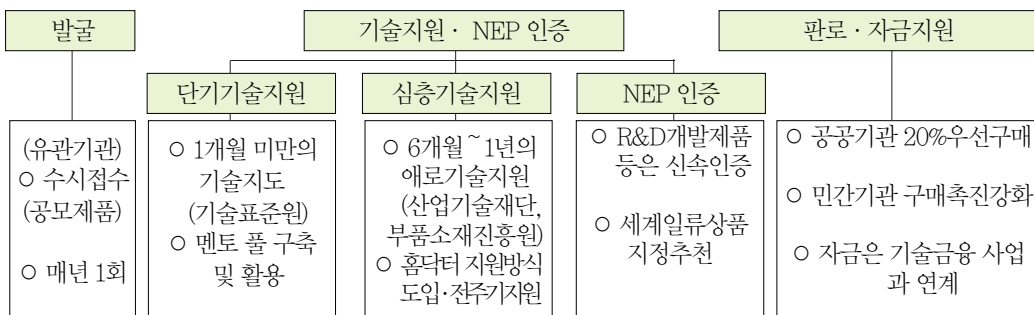 발굴
기술지원 · NEP 인증
판로 · 자금지원
단기기술지원
심층기술지원
NEP 인증
(유관기관)
○ 수시접수
(공모제품)
○ 매년 1회
○ 1개월 미만의
기술지도
(기술표준원)
○ 멘토 풀 구축
및 활용
○ 6개월~1년의
애로기술지원
(산업기술재단,
부품소재진흥원)
○ 홈닥터 지원방식
도입·전주기지원
○ R&D개발제품
등은 신속인증
○ 세계일류상품
지정추천
○ 공공기관 20%우선구매
○ 민간기관 구매촉진강화
○ 자금은 기술금융 사업
과 연계